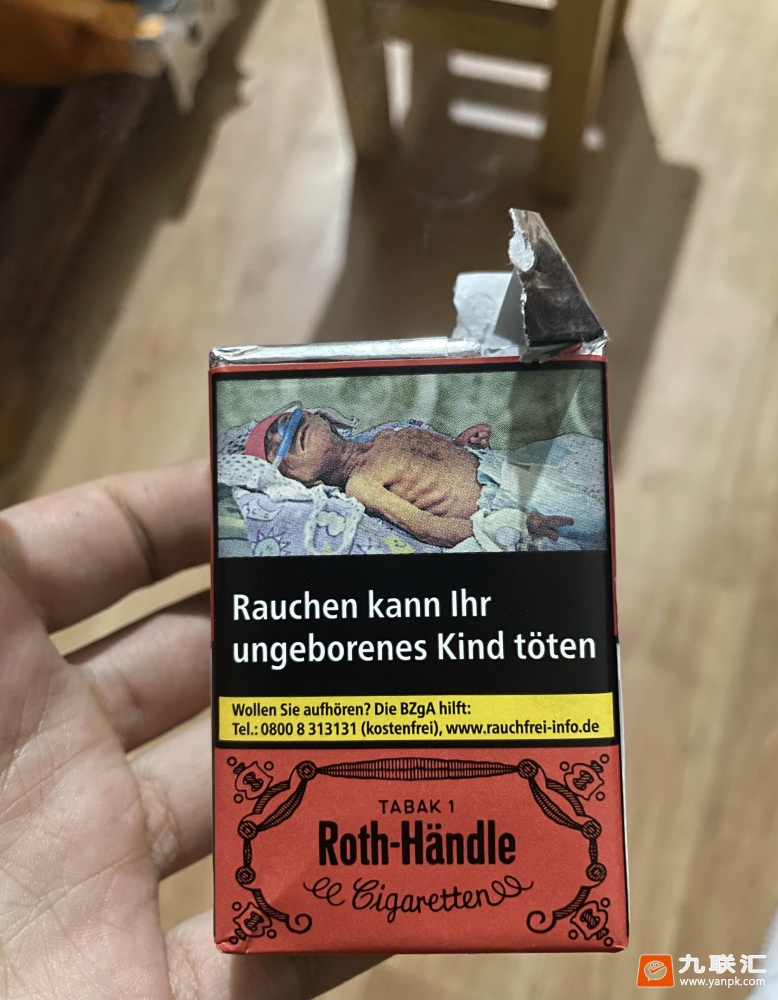 Rauchen kann Ihr
ungeborenes Kind töten
Wollen Sie aufhören? Die BZgA hilft:
Tel.: 0800 8 313131 (kostenfrei), www.rauchfrei-info.de
TABAK 1
Roth-Händle
Cigaretten
九联汇
www.yanpk.com